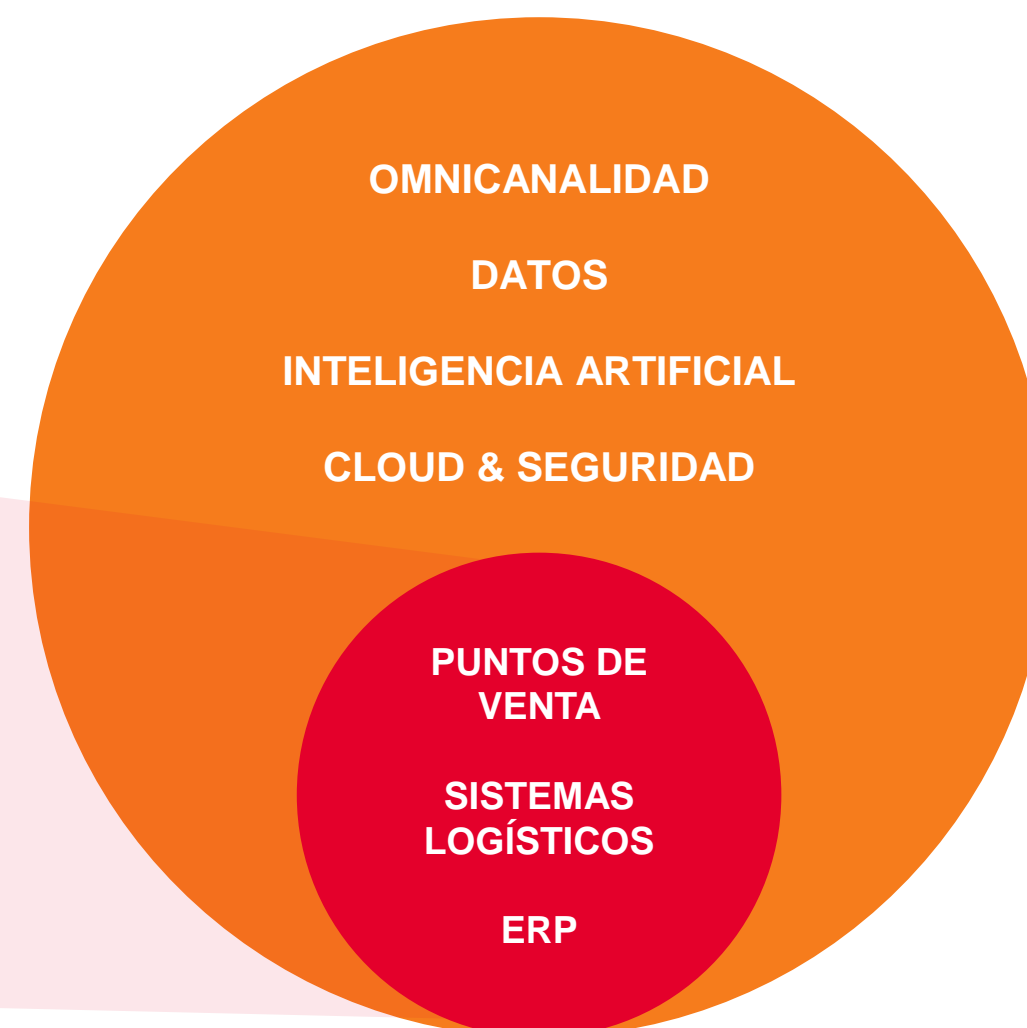 OMNICANALIDAD
DATOS
INTELIGENCIA ARTIFICIAL
CLOUD & SEGURIDAD
PUNTOS DE
VENTA
SISTEMAS
LOGÍSTICOS
ERP